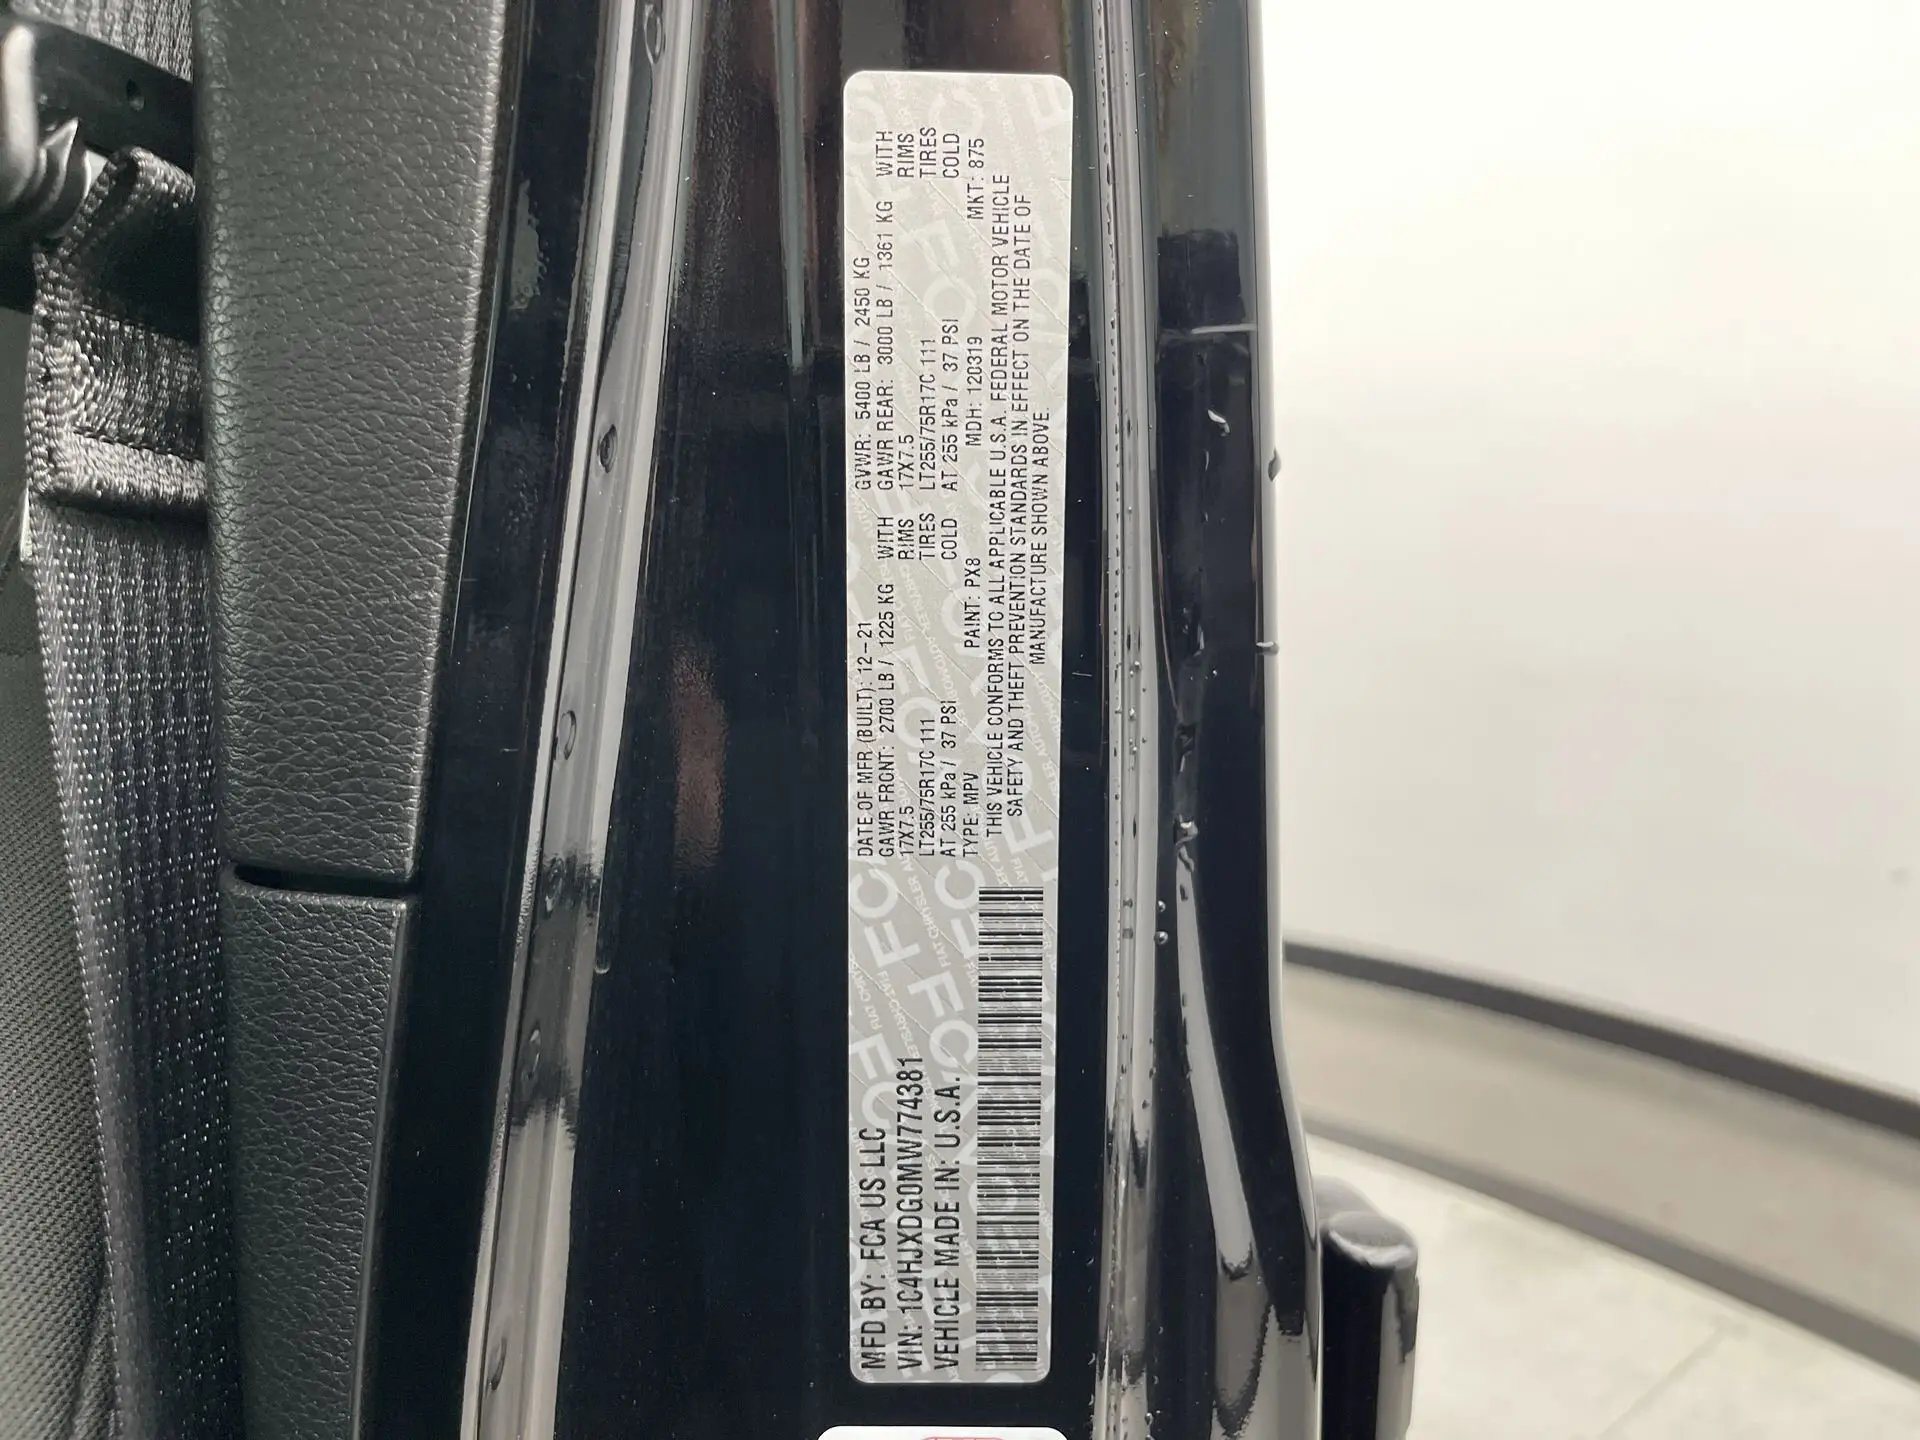 MFD BY: FCA US LLC
VIN: 1C4HJXDG0MW774381
VEHICLE MADE IN: U.S.A.
DATE OF MFR (BUILT): 12-21 GVWR: 5400 LB / 2450 KG
GAWR FRONT: 2700 LB / 1225 KG WITH GAWR REAR: 3000 LB / 1361 KG WITH
17X7.5 RIMS 17X7.5 RIMS
LT255/75R17C 111 TIRES LT255/75R17C 111 TIRES
AT 255 kPa / 37 PSI COLD AT 255 kPa / 37 PSI COLD
TYPE: MPV PAINT: PX8 MDH: 120319 MKT: 875
THIS VEHICLE CONFORMS TO ALL APPLICABLE U.S.A. FEDERAL MOTOR VEHICLE
SAFETY AND THEFT PREVENTION STANDARDS IN EFFECT ON THE DATE OF
MANUFACTURE SHOWN ABOVE.